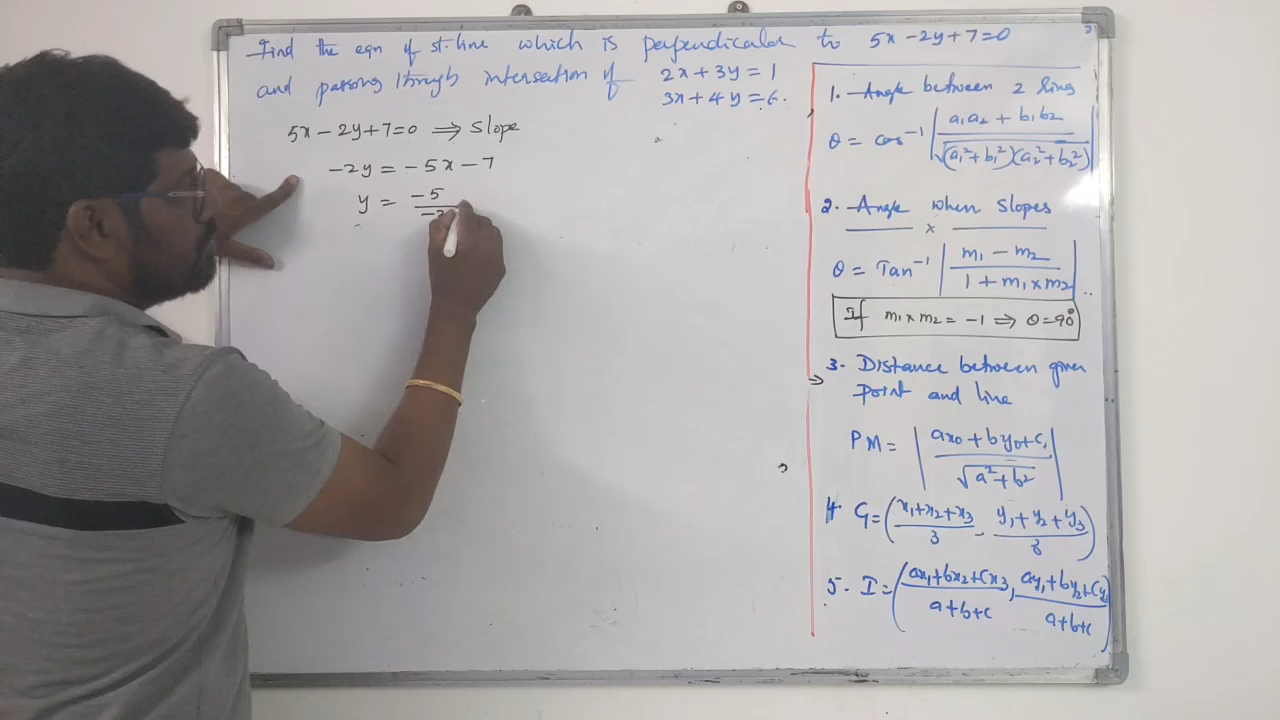 Find the eqn of st.line which is perpendicular to 5x - 2y + 7 = 0
and passing through intersection of 2x + 3y = 1
3x + 4y = 6.
5x - 2y + 7 = 0 ⇒ Slope
-2y = -5x - 7
y = -5/-2
1. Angle between 2 lines
θ = cos⁻¹ |(a₁a₂ + b₁b₂)/√((a₁²+b₁²)(a₂²+b₂²))|
2. Angle when slopes
×
θ = Tan⁻¹ |(m₁ - m₂)/(1 + m₁×m₂)|
If m₁×m₂ = -1 ⇒ θ=90°
3. Distance between given
point and line
PM = |(ax₀+by₀+c₁)/√(a²+b²)|
4. G = ((x₁+x₂+x₃)/3, (y₁+y₂+y₃)/3)
5. I = ((ax₁+bx₂+cx₃)/(a+b+c), (ay₁+by₂+cy₃)/(a+b+c))